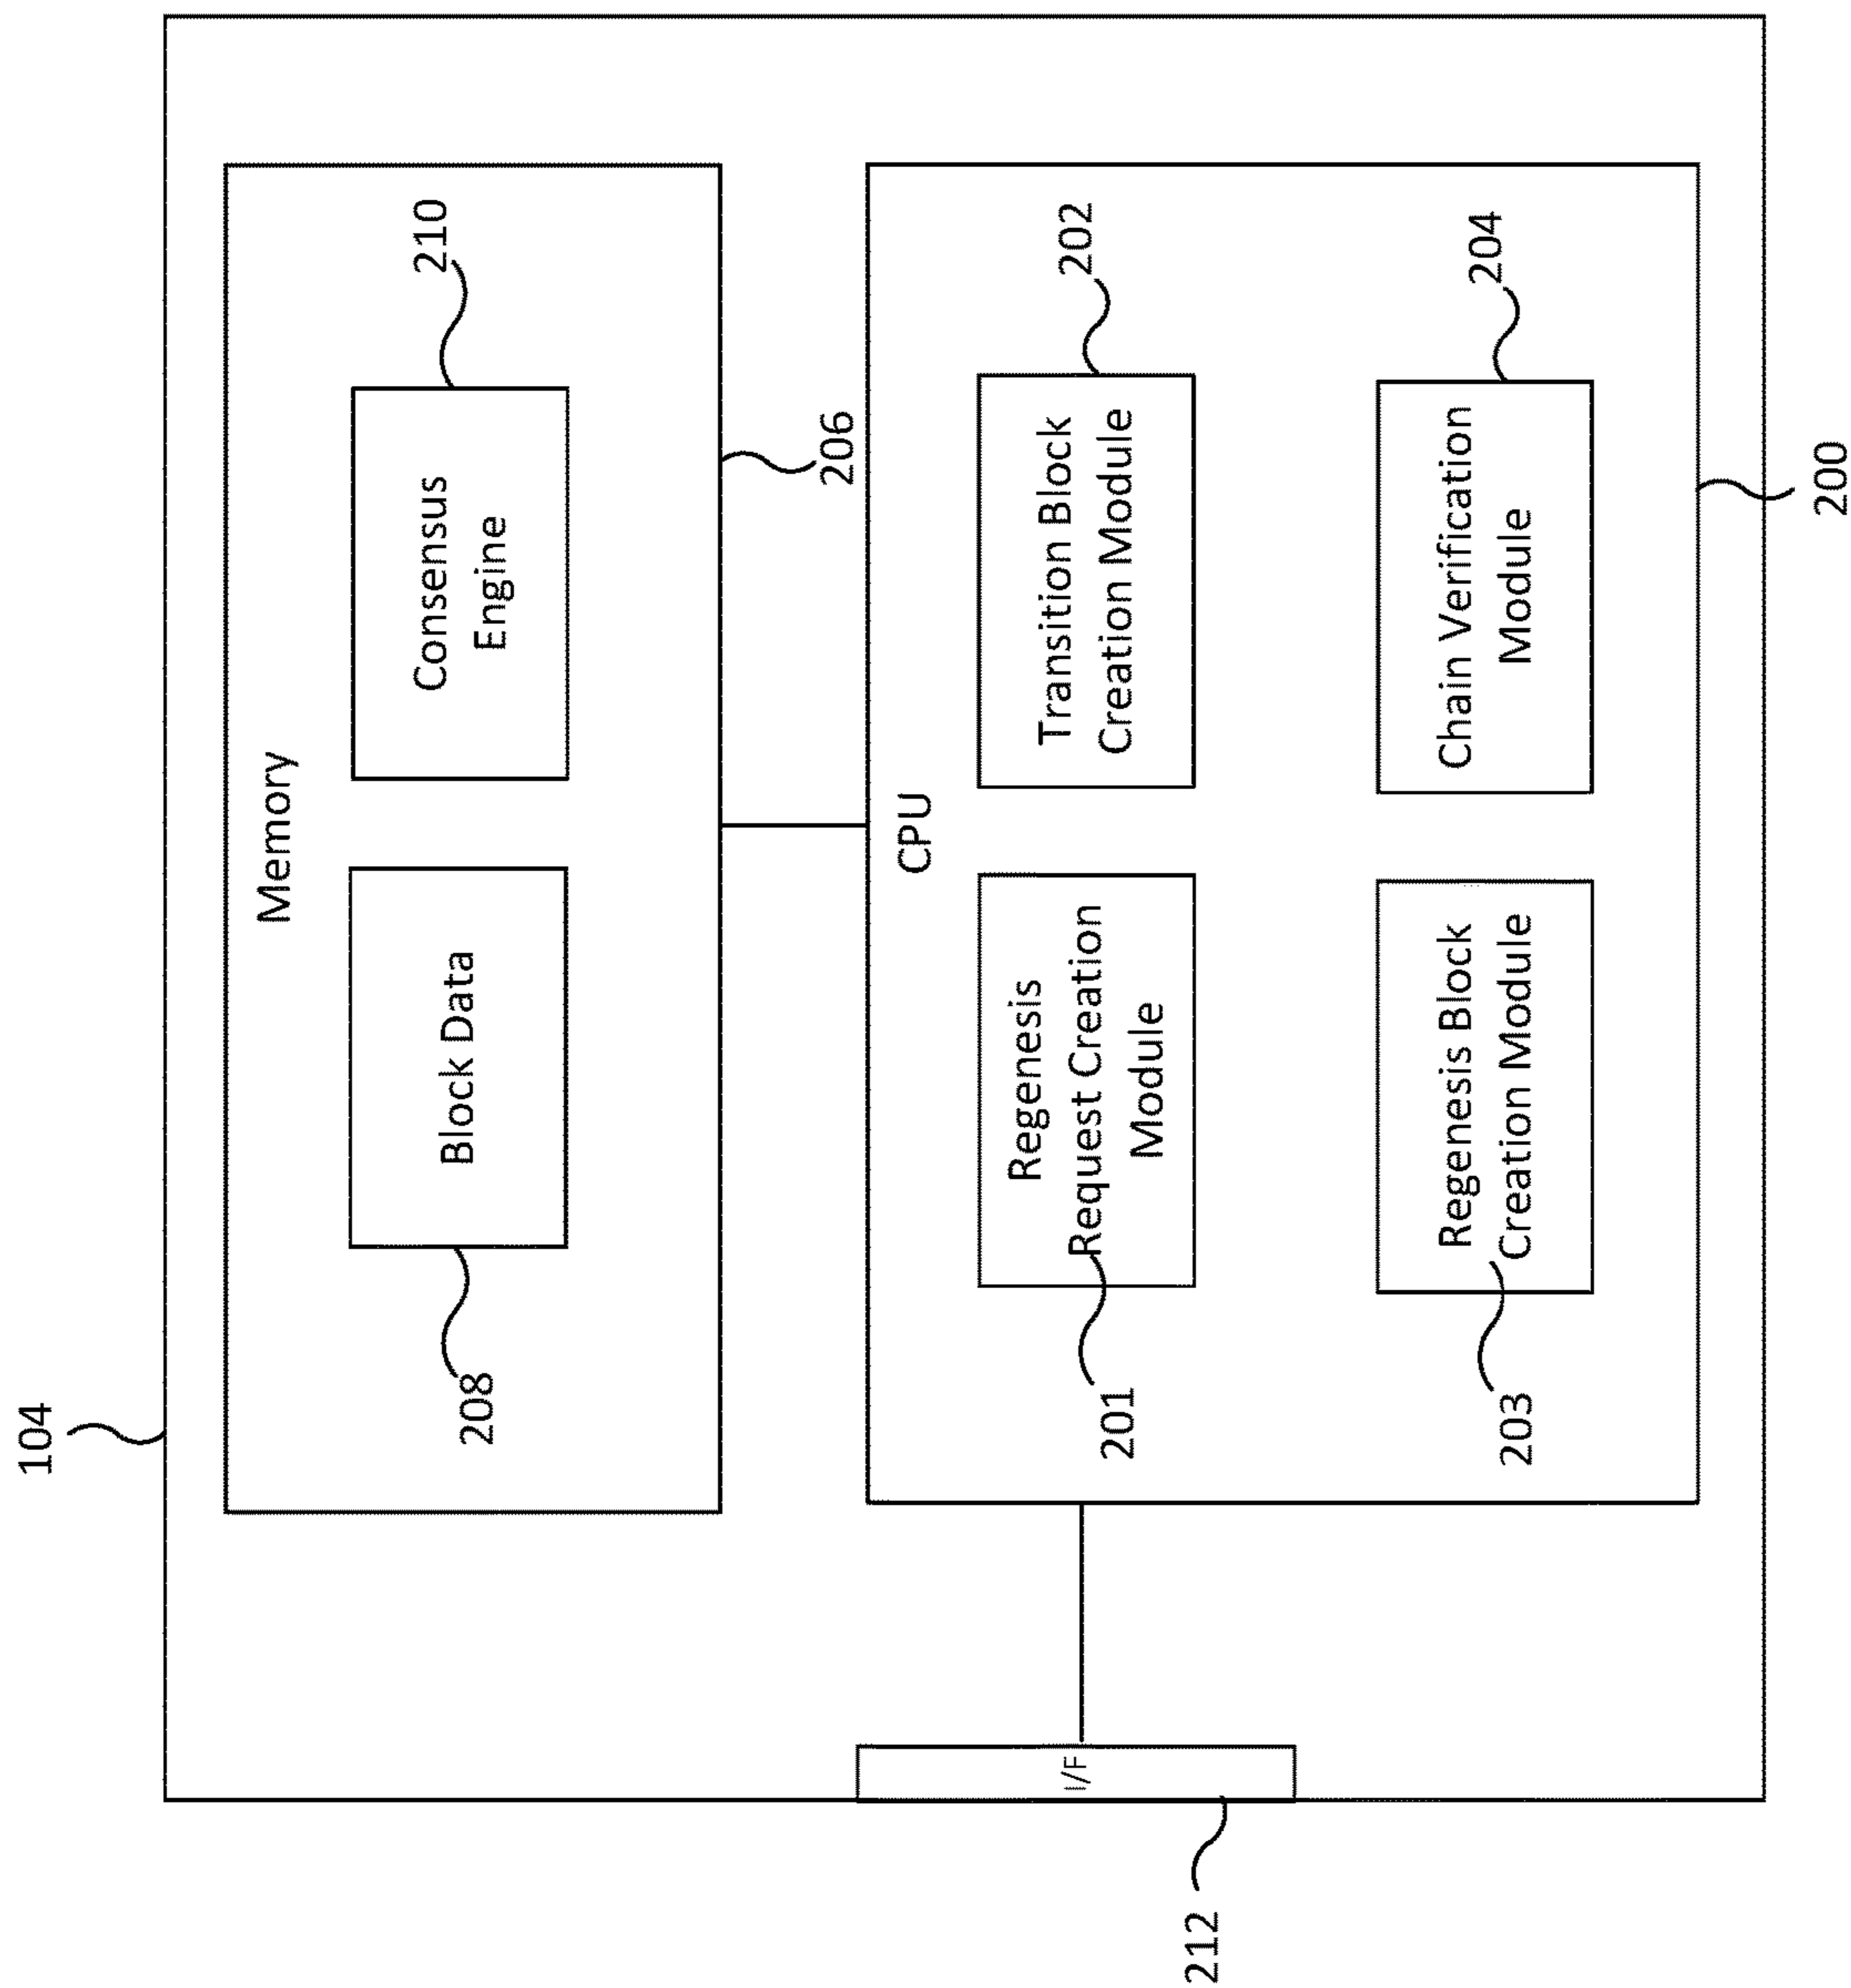 104
Memory
208
Block Data
Consensus
Engine
210
206
CPU
201
Regenesis
Request Creation
Module
Transition Block
Creation Module
202
203
Regenesis Block
Creation Module
Chain Verification
Module
204
200
I/F
212